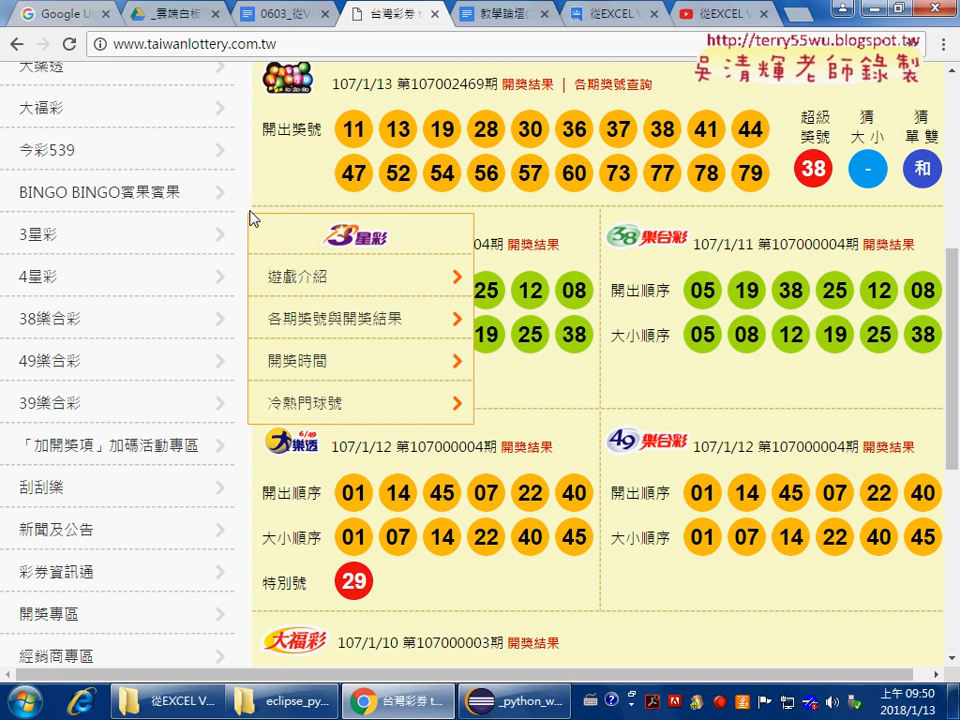 Google U
_雲端白板
0603_從V
台灣彩券
教學論壇(
從EXCEL V
從EXCEL V
www.taiwanlottery.com.tw
http://terry55wu.blogspot.tw
吳清輝老師錄製
大樂透
大福彩
今彩539
BINGO BINGO賓果賓果
3星彩
4星彩
38樂合彩
49樂合彩
39樂合彩
「加開獎項」加碼活動專區
刮刮樂
新聞及公告
彩券資訊通
開獎專區
經銷商專區
107/1/13 第107002469期 開獎結果 | 各期獎號查詢
開出獎號 11 13 19 28 30 36 37 38 41 44
47 52 54 56 57 60 73 77 78 79
超級獎號 猜大小 猜單雙
38 - 和
3星彩
遊戲介紹
各期獎號與開獎結果
開獎時間
冷熱門球號
04期 開獎結果
25 12 08
19 25 38
38樂合彩 107/1/11 第107000004期 開獎結果
開出順序 05 19 38 25 12 08
大小順序 05 08 12 19 25 38
6/49 大樂透 107/1/12 第107000004期 開獎結果
開出順序 01 14 45 07 22 40
大小順序 01 07 14 22 40 45
特別號 29
49樂合彩 107/1/12 第107000004期 開獎結果
開出順序 01 14 45 07 22 40
大小順序 01 07 14 22 40 45
大福彩 107/1/10 第107000003期 開獎結果
從EXCEL V...
eclipse_py...
台灣彩券 t...
_python_w...
上午 09:50
2018/1/13